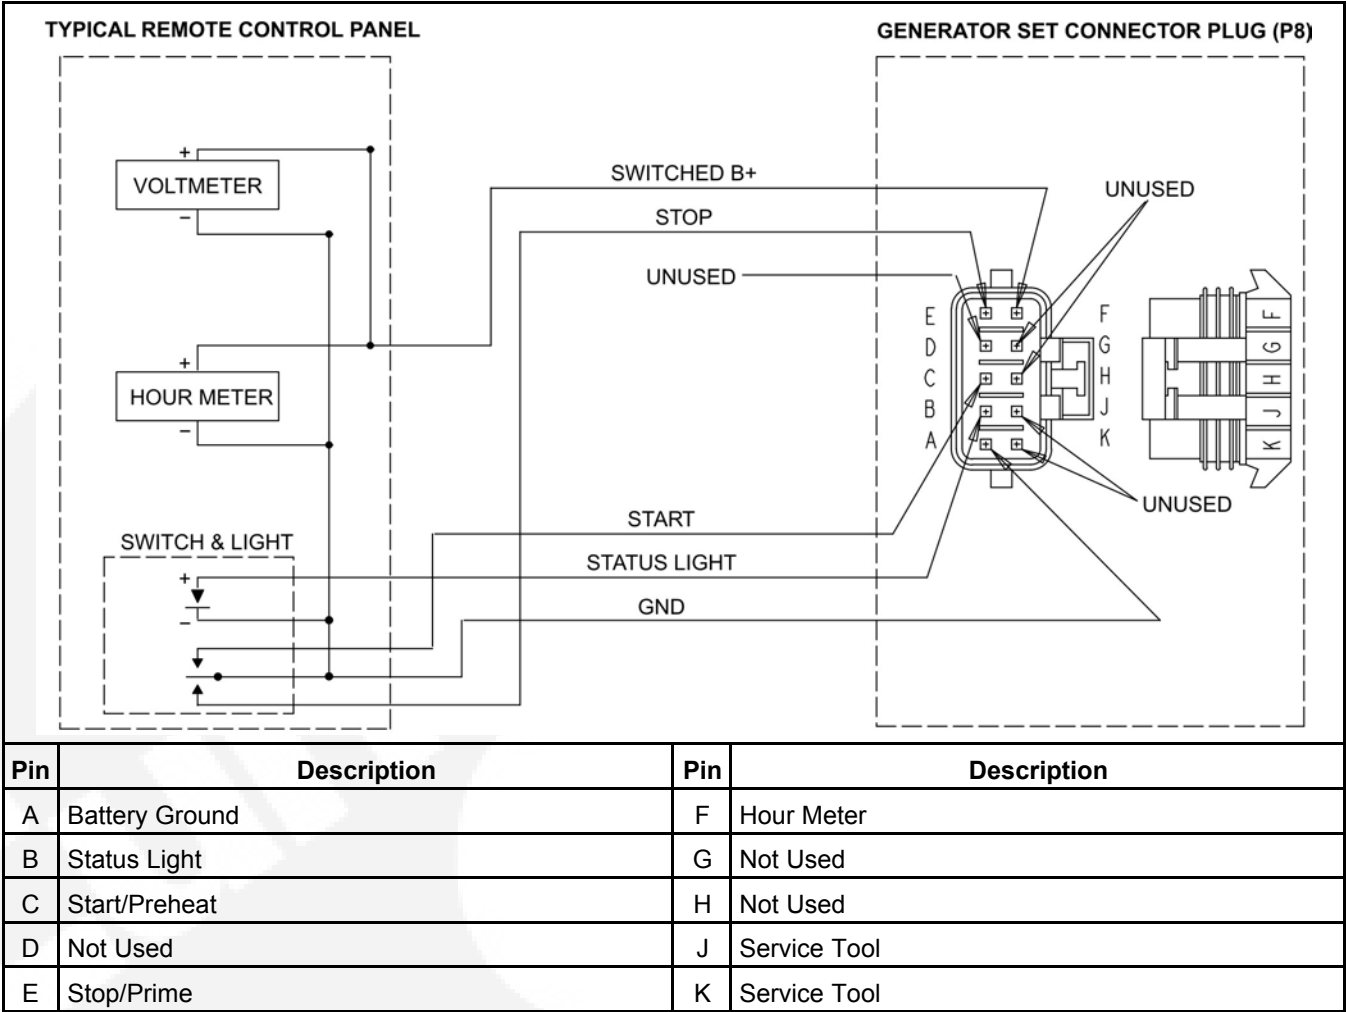 TYPICAL REMOTE CONTROL PANEL
GENERATOR SET CONNECTOR PLUG (P8)
+
VOLTMETER
−
SWITCHED B+
UNUSED
STOP
UNUSED
E
F
F
D
G
G
+
HOUR METER
−
C
H
H
B
J
J
A
K
K
UNUSED
START
SWITCH & LIGHT
STATUS LIGHT
+
−
GND
Pin Description Pin Description
A Battery Ground F Hour Meter
B Status Light G Not Used
C Start/Preheat H Not Used
D Not Used J Service Tool
E Stop/Prime K Service Tool